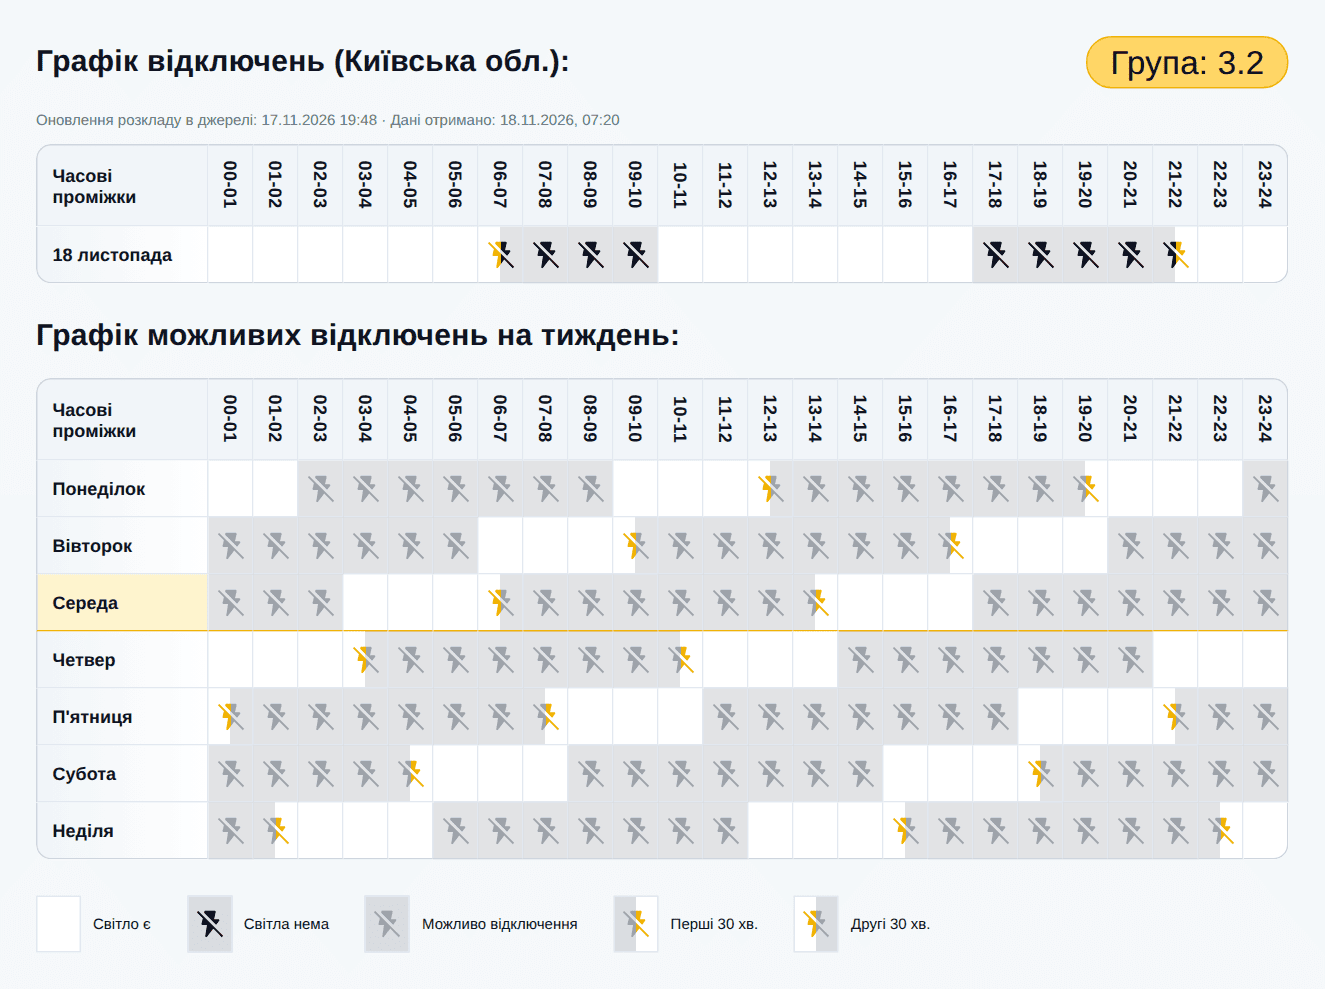 Графік відключень (Київська обл.):
Група: 3.2
Оновлення розкладу в джерелі: 17.11.2026 19:48 · Дані отримано: 18.11.2026, 07:20
Часові проміжки 00-01 01-02 02-03 03-04 04-05 05-06 06-07 07-08 08-09 09-10 10-11 11-12 12-13 13-14 14-15 15-16 16-17 17-18 18-19 19-20 20-21 21-22 22-23 23-24
18 листопада
Графік можливих відключень на тиждень:
Часові проміжки 00-01 01-02 02-03 03-04 04-05 05-06 06-07 07-08 08-09 09-10 10-11 11-12 12-13 13-14 14-15 15-16 16-17 17-18 18-19 19-20 20-21 21-22 22-23 23-24
Понеділок
Вівторок
Середа
Четвер
П'ятниця
Субота
Неділя
Світло є Світла нема Можливо відключення Перші 30 хв. Другі 30 хв.